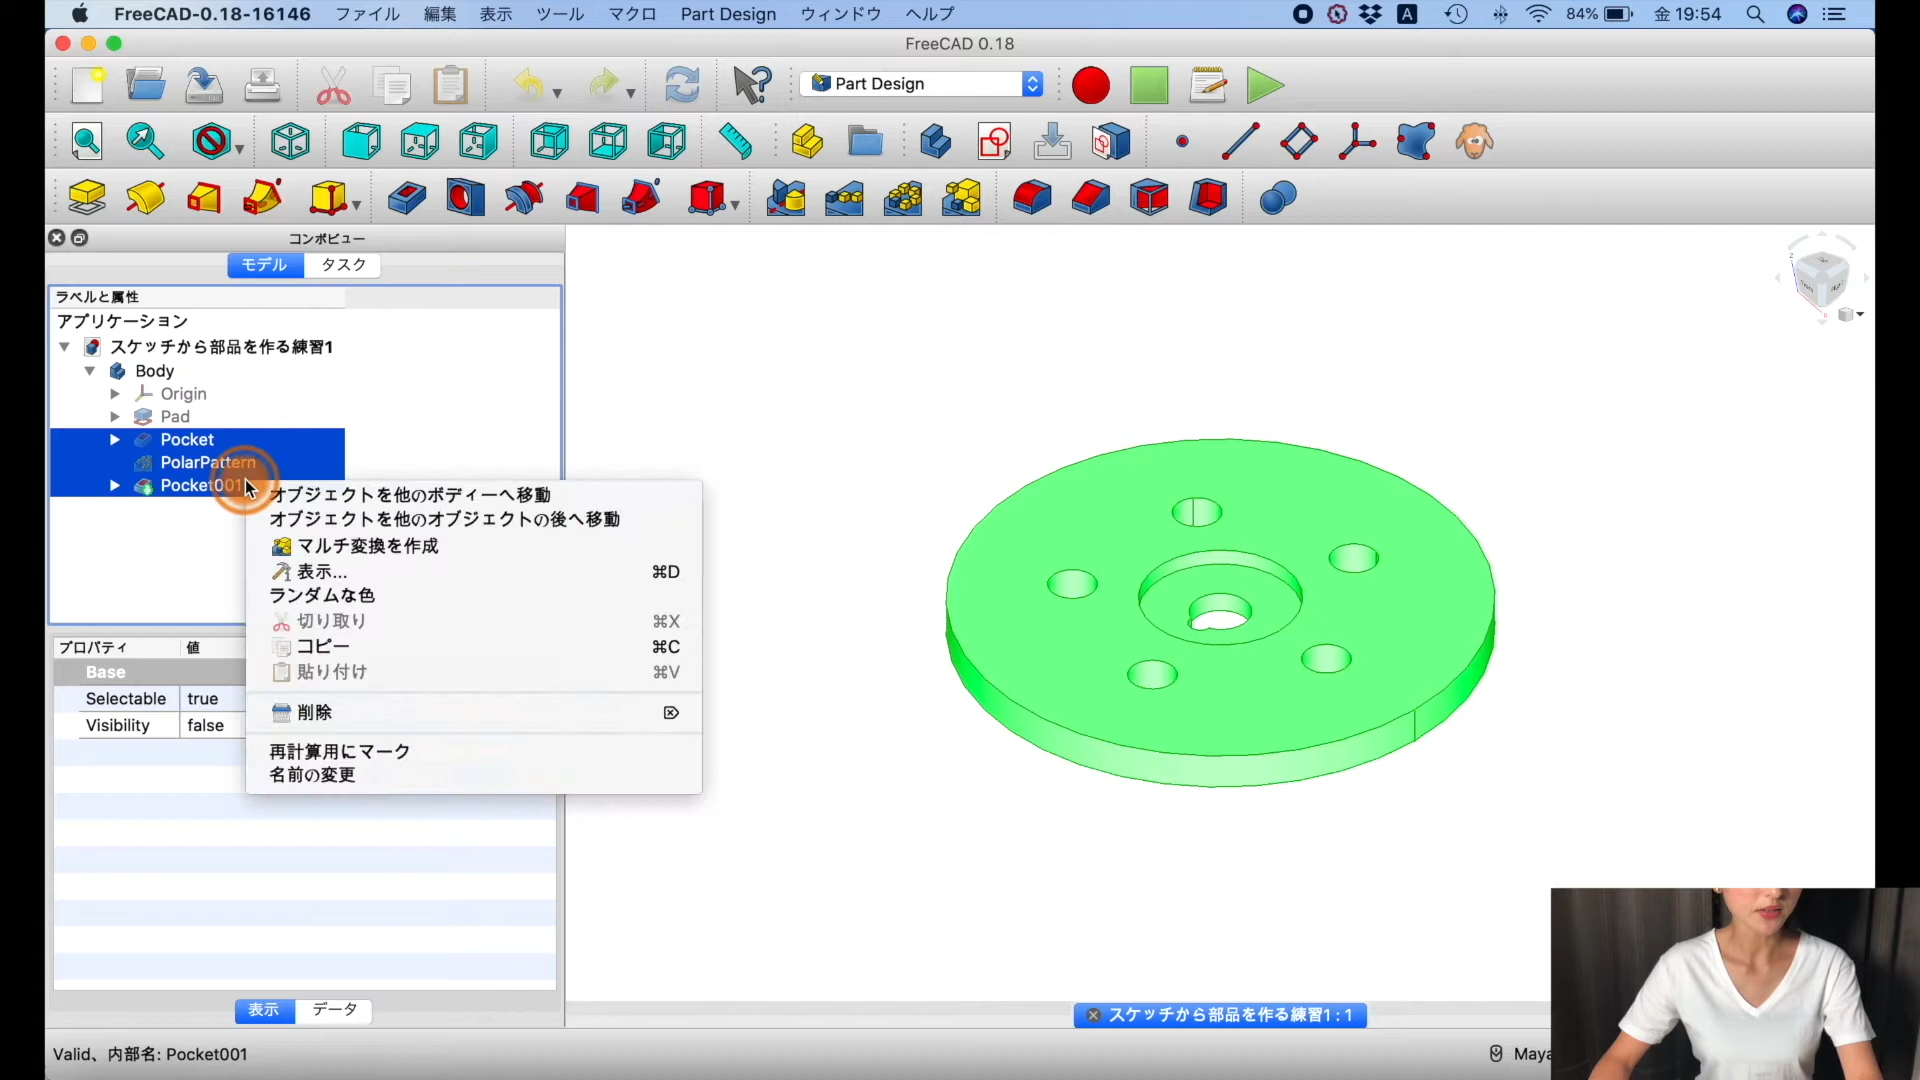 FreeCAD-0.18-16146 ファイル 編集 表示 ツール マクロ Part Design ウィンドウ ヘルプ A 84% 金 19:54
FreeCAD 0.18
Part Design
コンボビュー
モデル タスク
ラベルと属性
アプリケーション
スケッチから部品を作る練習1
Body
Origin
Pad
Pocket
PolarPattern
Pocket001
オブジェクトを他のボディーへ移動
オブジェクトを他のオブジェクトの後へ移動
マルチ変換を作成
表示... ⌘D
ランダムな色
切り取り ⌘X
コピー ⌘C
貼り付け ⌘V
削除 ⌦
再計算用にマーク
名前の変更
プロパティ 値
Base
Selectable true
Visibility false
表示 データ
スケッチから部品を作る練習1 : 1
Valid、内部名: Pocket001
Maya